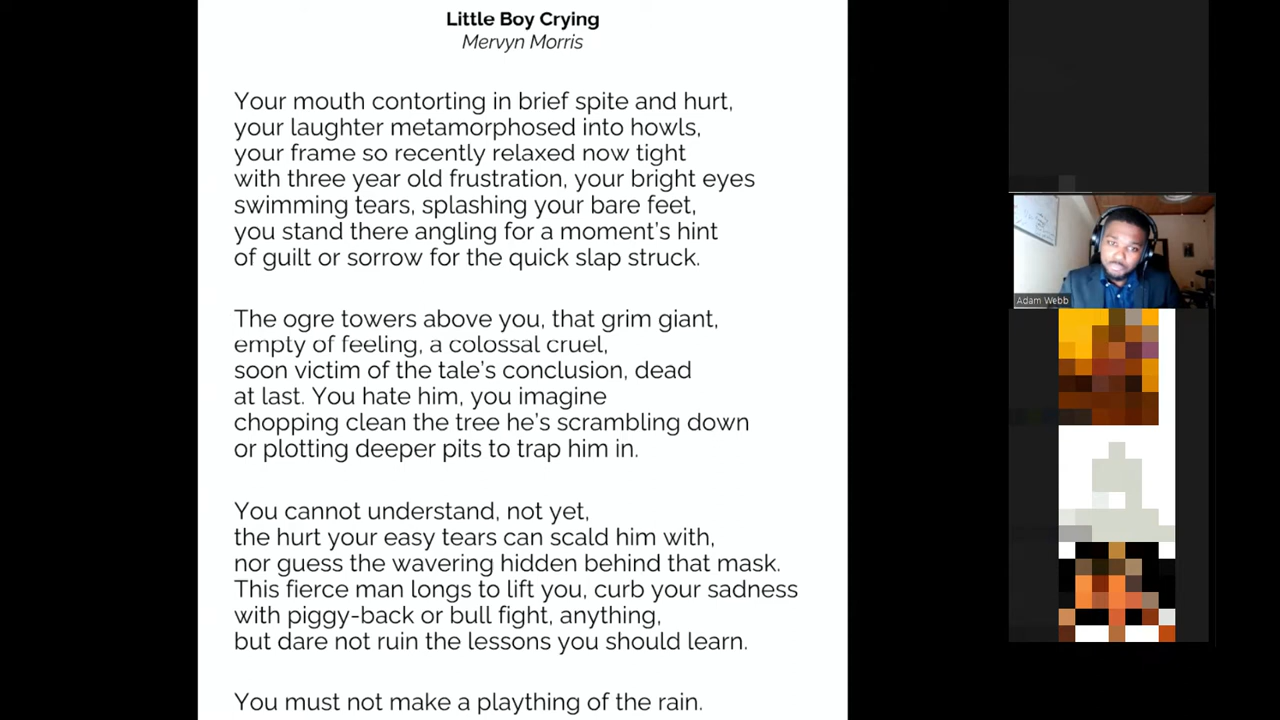 Little Boy Crying
Mervyn Morris
Your mouth contorting in brief spite and hurt,
your laughter metamorphosed into howls,
your frame so recently relaxed now tight
with three year old frustration, your bright eyes
swimming tears, splashing your bare feet,
you stand there angling for a moment's hint
of guilt or sorrow for the quick slap struck.
The ogre towers above you, that grim giant,
empty of feeling, a colossal cruel,
soon victim of the tale's conclusion, dead
at last. You hate him, you imagine
chopping clean the tree he's scrambling down
or plotting deeper pits to trap him in.
You cannot understand, not yet,
the hurt your easy tears can scald him with,
nor guess the wavering hidden behind that mask.
This fierce man longs to lift you, curb your sadness
with piggy-back or bull fight, anything,
but dare not ruin the lessons you should learn.
You must not make a plaything of the rain.
Adam Webb